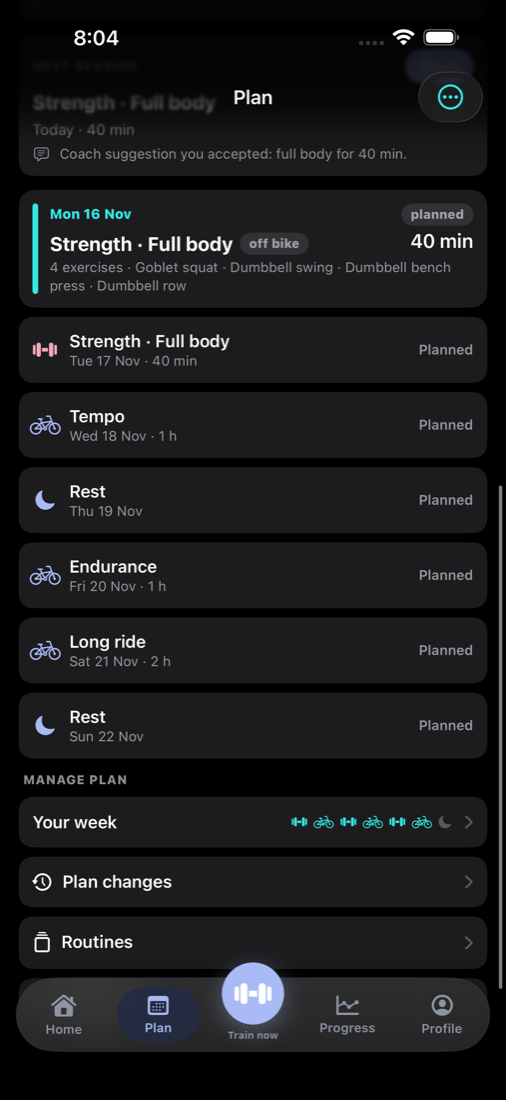 8:04
NEXT SESSION
Strength · Full body
Plan
Today · 40 min
Coach suggestion you accepted: full body for 40 min.
Mon 16 Nov
planned
Strength · Full body
off bike
40 min
4 exercises · Goblet squat · Dumbbell swing · Dumbbell bench
press · Dumbbell row
Strength · Full body
Tue 17 Nov · 40 min
Planned
Tempo
Wed 18 Nov · 1 h
Planned
Rest
Thu 19 Nov
Planned
Endurance
Fri 20 Nov · 1 h
Planned
Long ride
Sat 21 Nov · 2 h
Planned
Rest
Sun 22 Nov
Planned
MANAGE PLAN
Your week
Plan changes
Routines
Home
Plan
Train now
Progress
Profile